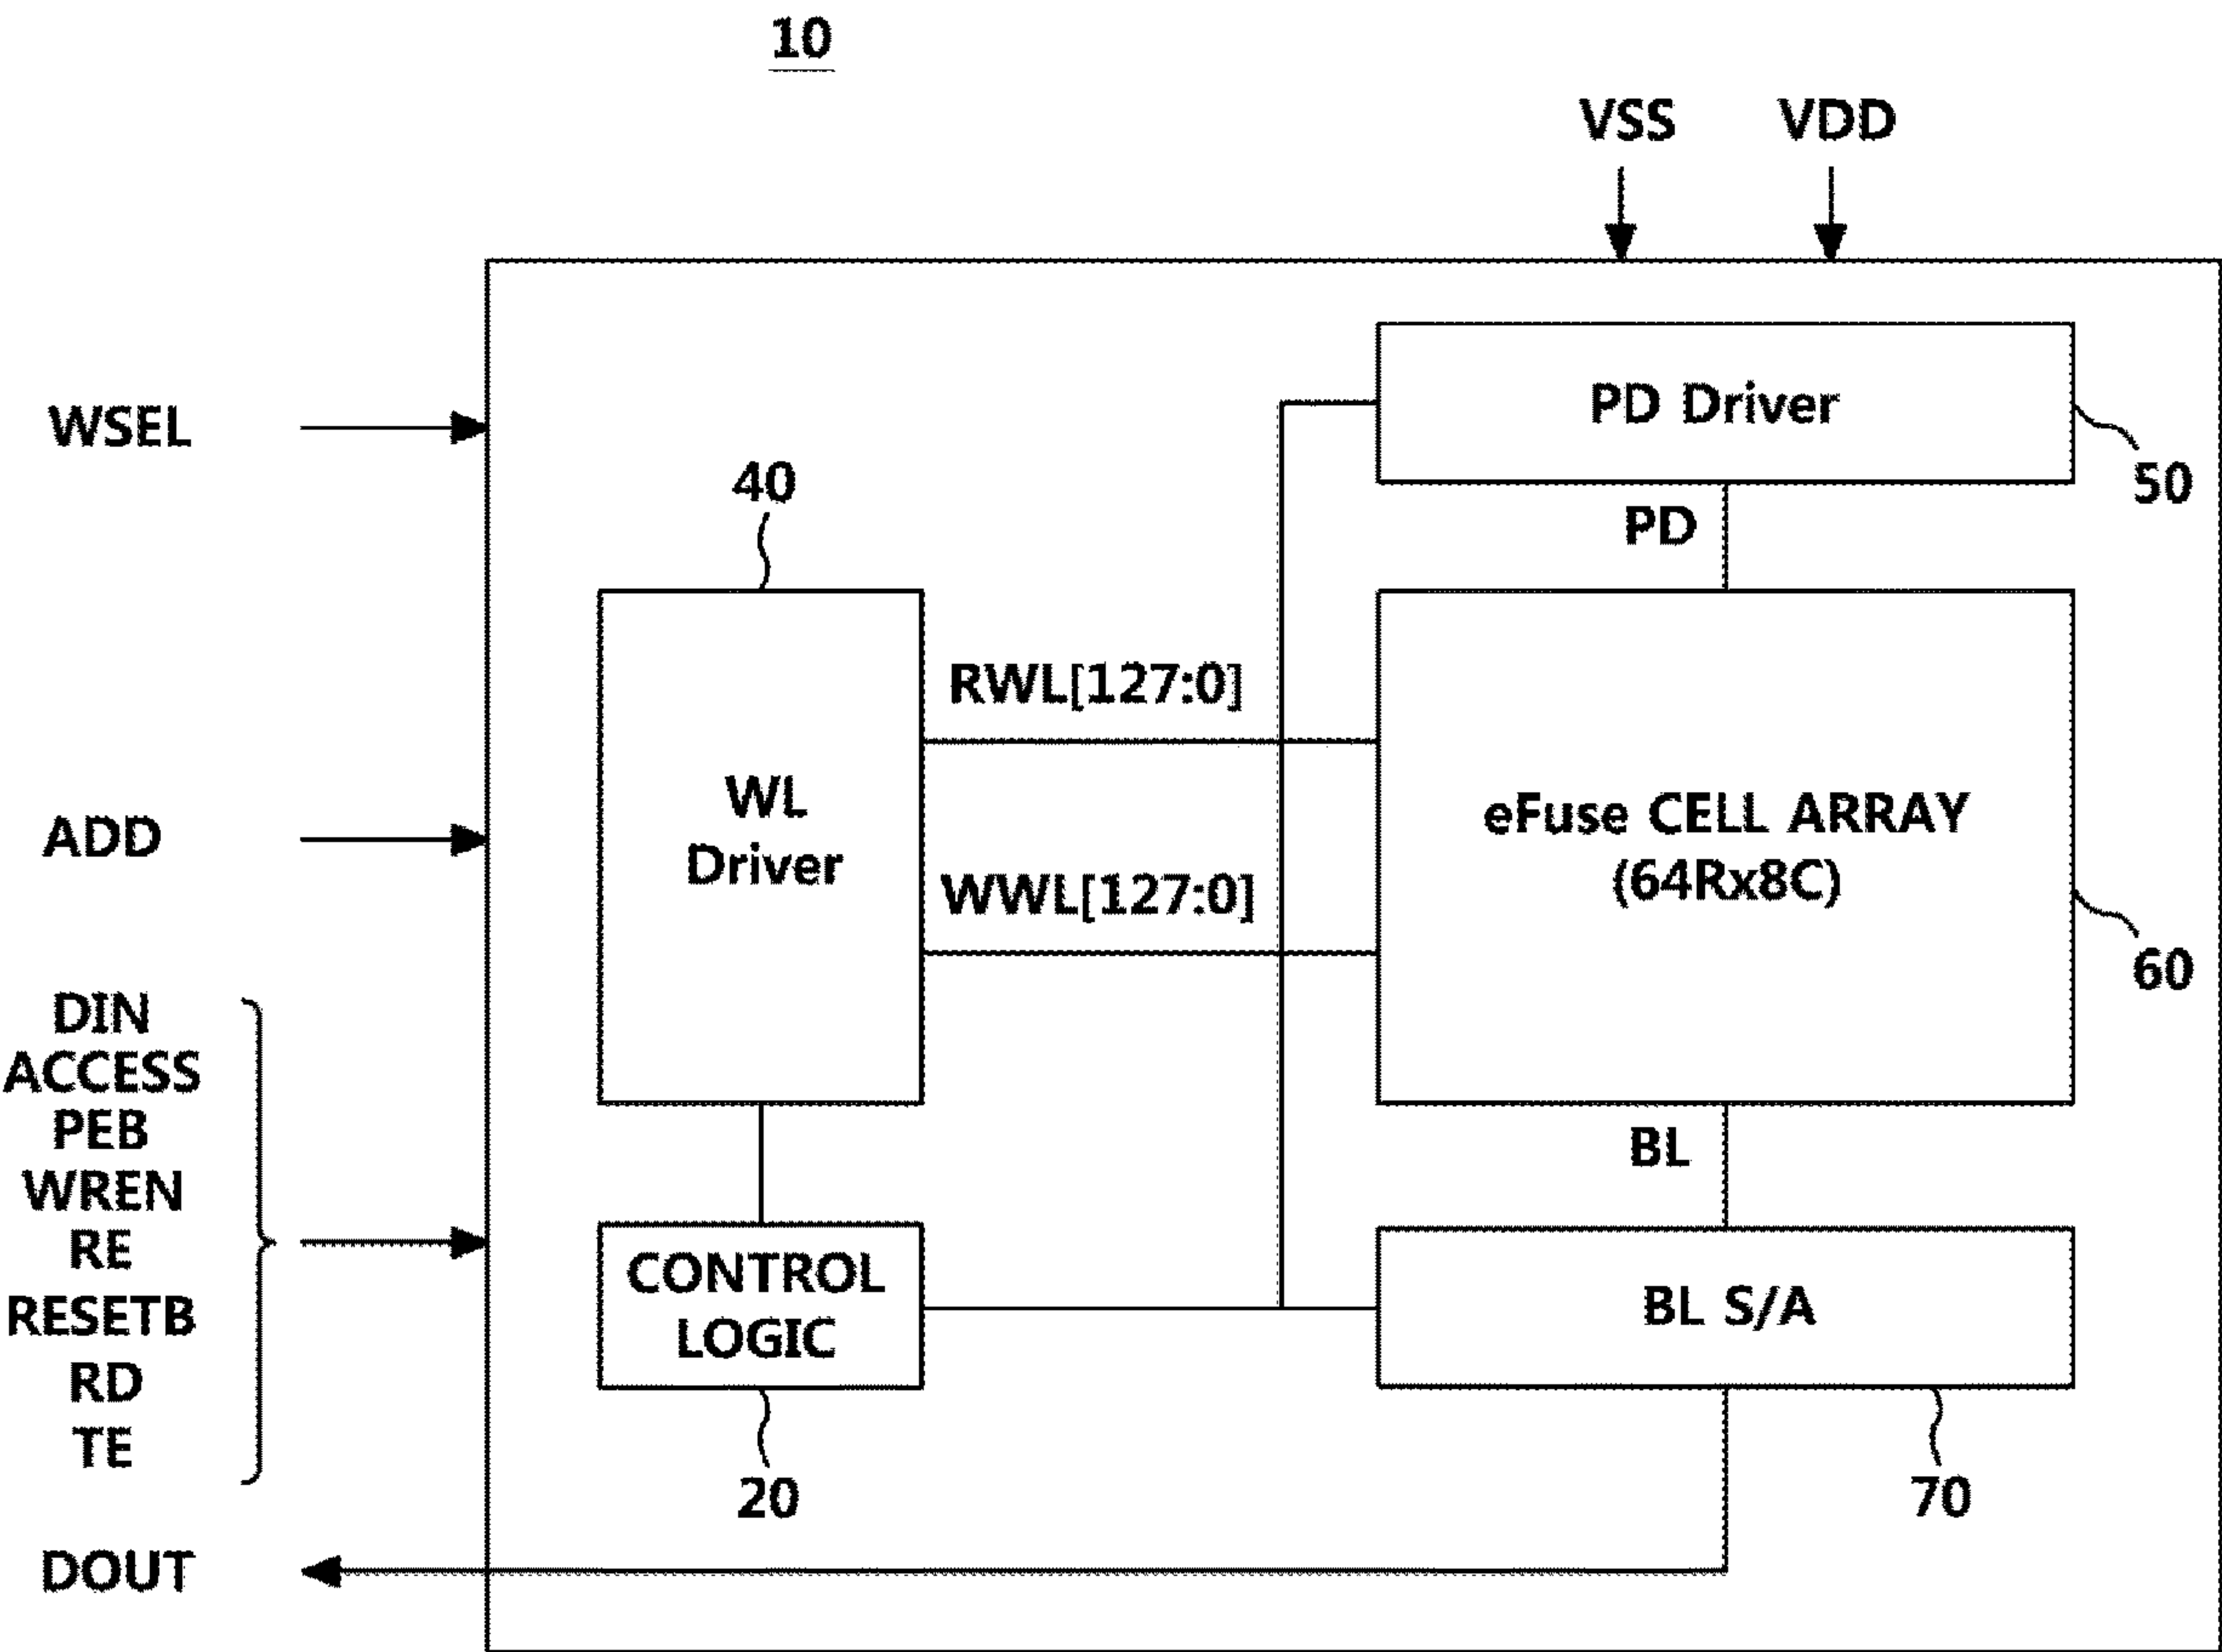 10
VSS
VDD
WSEL
PD Driver
50
40
PD
RWL[127:0]
WL
Driver
eFuse CELL ARRAY
(64Rx8C)
ADD
WWL[127:0]
60
DIN
ACCESS
PEB
WREN
RE
RESETB
RD
TE
BL
CONTROL
LOGIC
BL S/A
20
70
DOUT